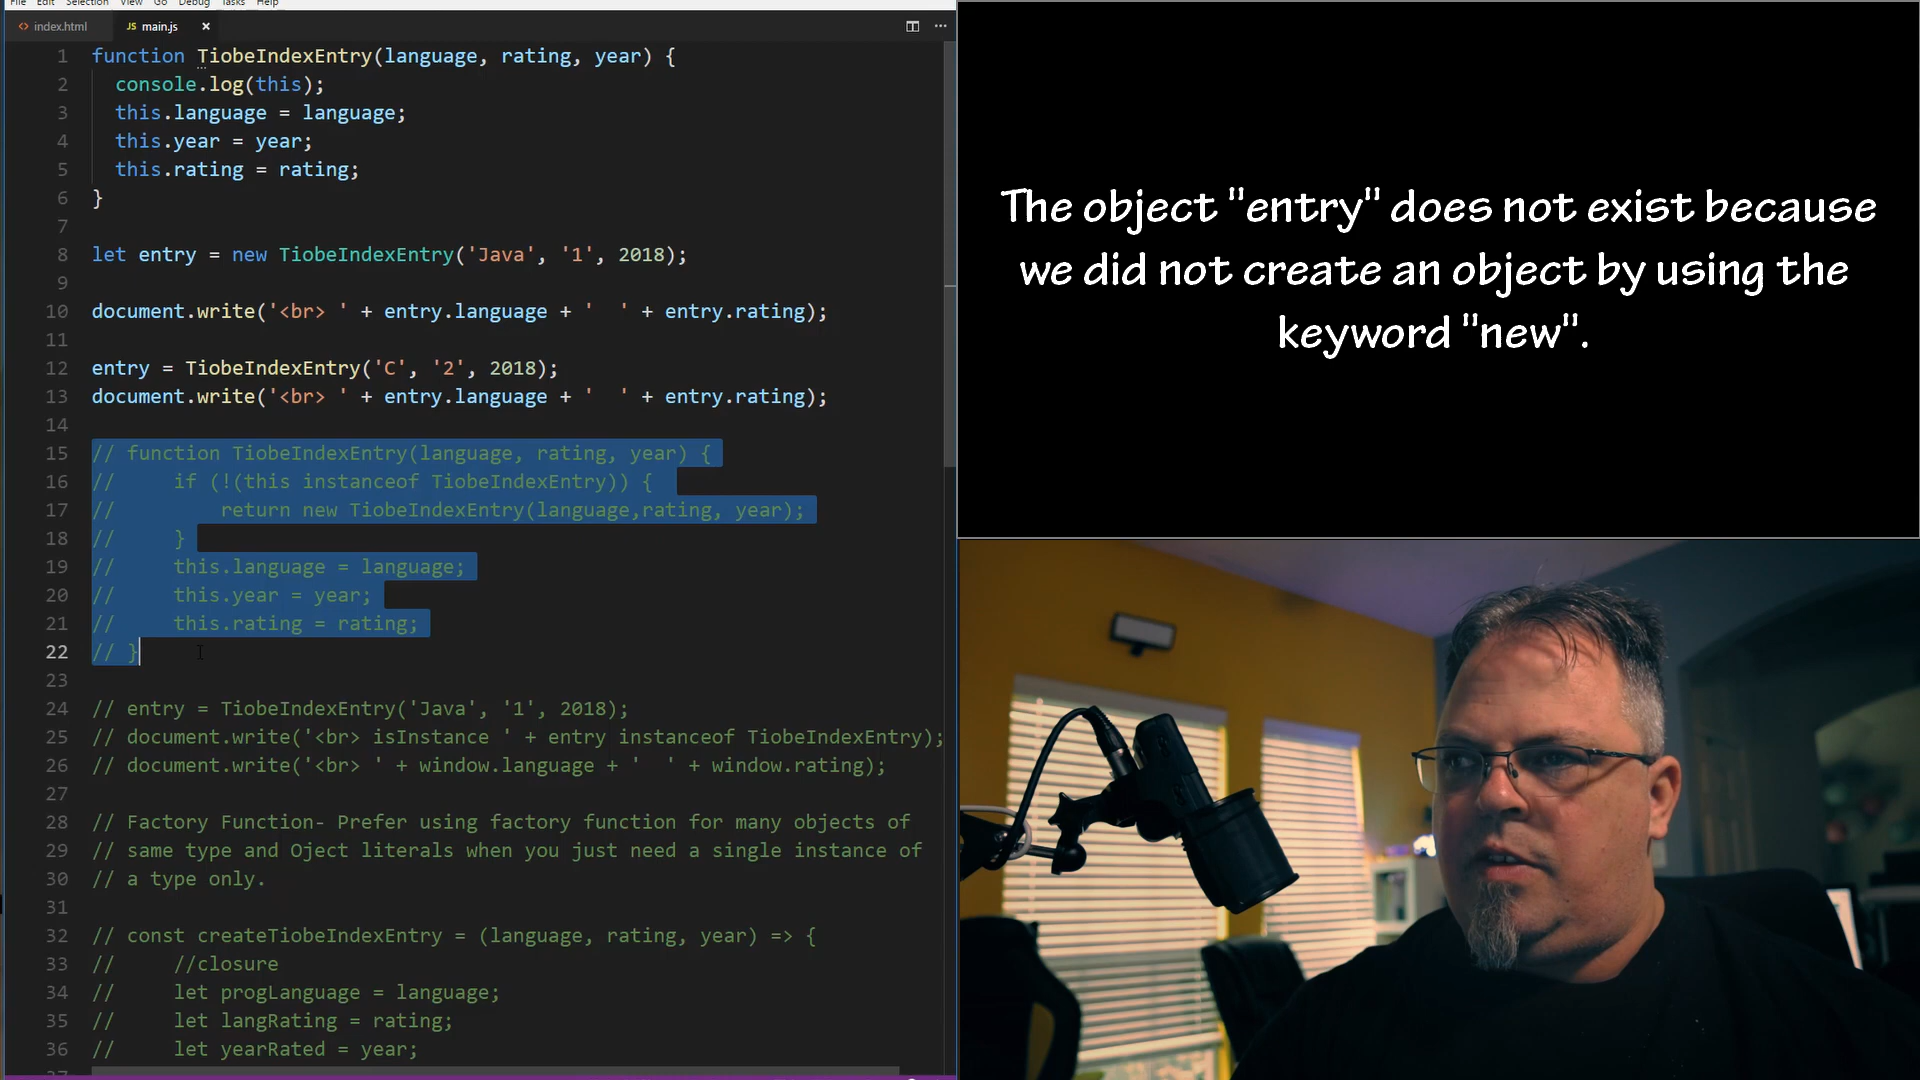 File Edit Selection View Go Debug Tasks Help
<> index.html JS main.js × ···
1 function TiobeIndexEntry(language, rating, year) {
2 console.log(this);
3 this.language = language;
4 this.year = year;
5 this.rating = rating;
6 }
7
8 let entry = new TiobeIndexEntry('Java', '1', 2018);
9
10 document.write('<br> ' + entry.language + '  ' + entry.rating);
11
12 entry = TiobeIndexEntry('C', '2', 2018);
13 document.write('<br> ' + entry.language + '  ' + entry.rating);
14
15 // function TiobeIndexEntry(language, rating, year) {
16 //     if (!(this instanceof TiobeIndexEntry)) {
17 //         return new TiobeIndexEntry(language,rating, year);
18 //     }
19 //     this.language = language;
20 //     this.year = year;
21 //     this.rating = rating;
22 // }
23
24 // entry = TiobeIndexEntry('Java', '1', 2018);
25 // document.write('<br> isInstance ' + entry instanceof TiobeIndexEntry);
26 // document.write('<br> ' + window.language + '  ' + window.rating);
27
28 // Factory Function- Prefer using factory function for many objects of
29 // same type and Oject literals when you just need a single instance of
30 // a type only.
31
32 // const createTiobeIndexEntry = (language, rating, year) => {
33 //     //closure
34 //     let progLanguage = language;
35 //     let langRating = rating;
36 //     let yearRated = year;
The object "entry" does not exist because
we did not create an object by using the
keyword "new".